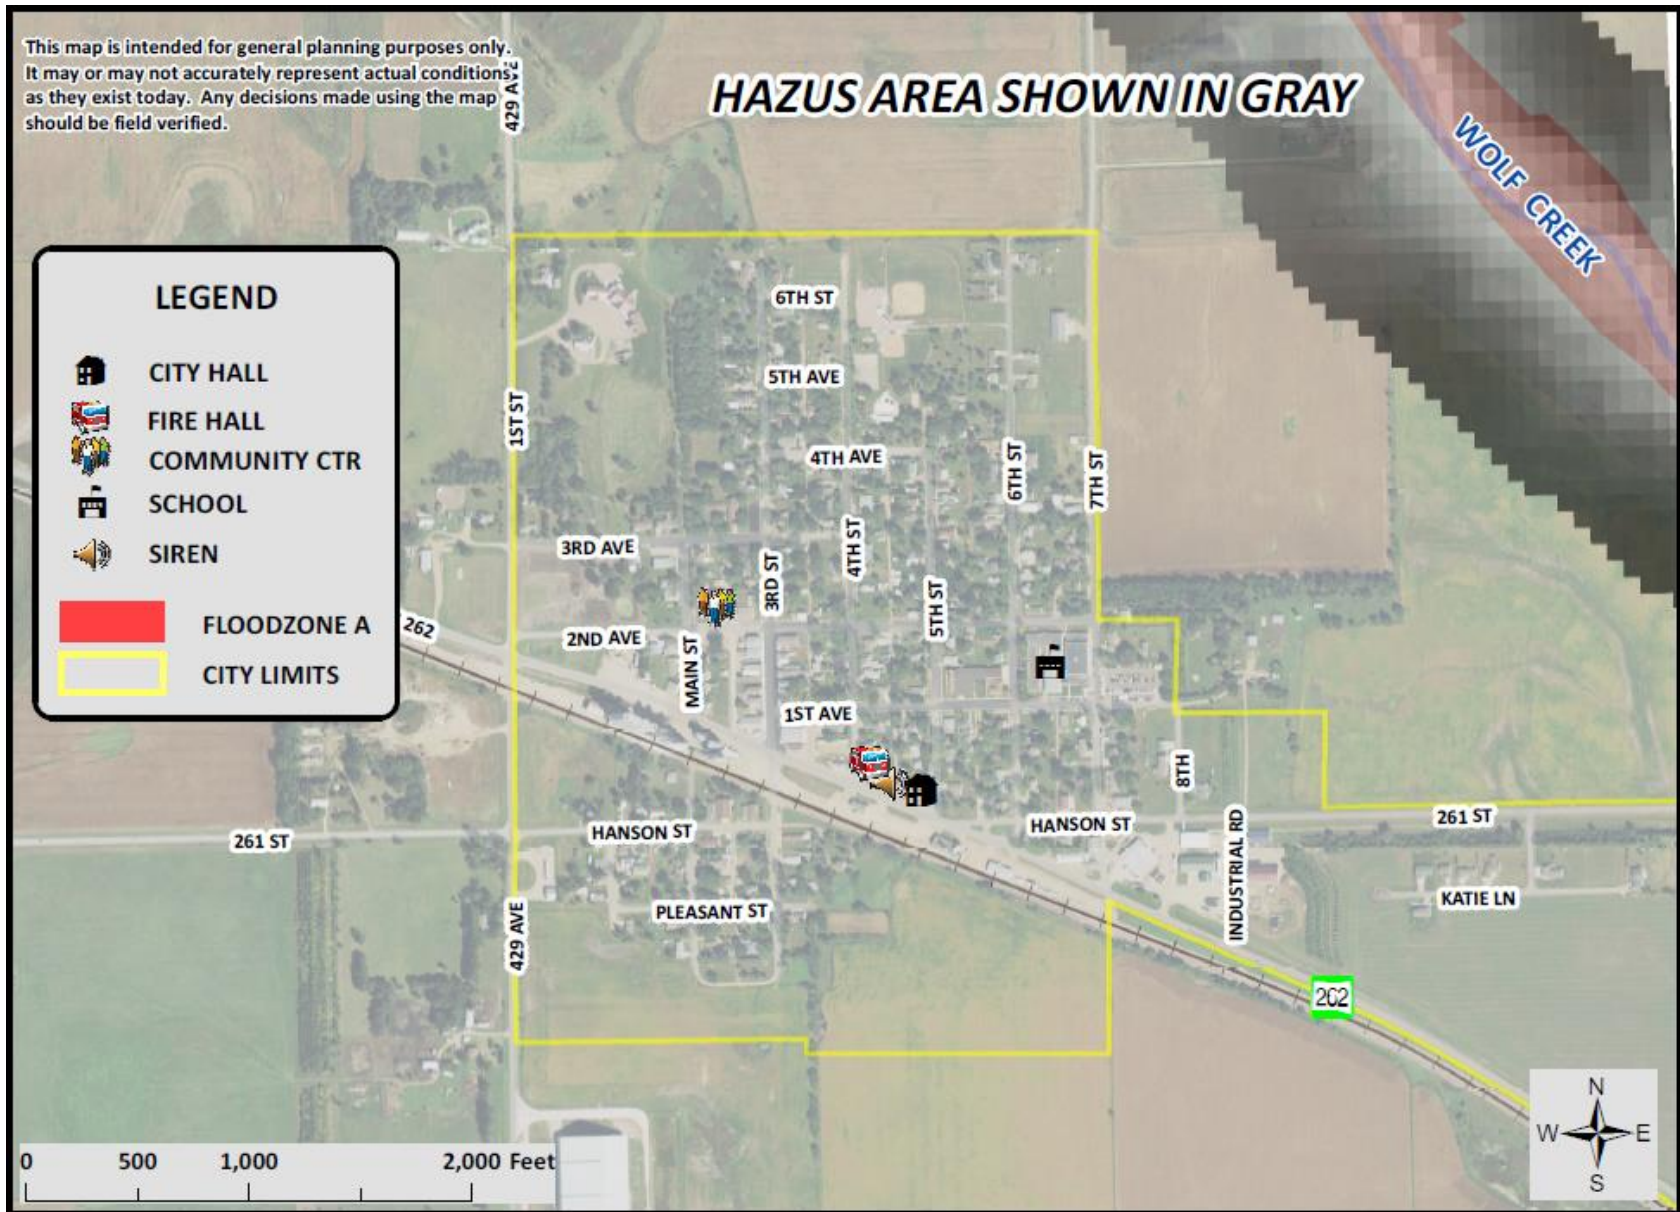 This map is intended for general planning purposes only.
It may or may not accurately represent actual conditions
as they exist today. Any decisions made using the map
should be field verified.
429 AVE
HAZUS AREA SHOWN IN GRAY
WOLF CREEK
LEGEND
CITY HALL
FIRE HALL
COMMUNITY CTR
SCHOOL
SIREN
FLOODZONE A
CITY LIMITS
6TH ST
5TH AVE
1ST ST
4TH AVE
6TH ST
7TH ST
3RD AVE
4TH ST
3RD ST
5TH ST
262
2ND AVE
MAIN ST
1ST AVE
8TH
261 ST
HANSON ST
HANSON ST
261 ST
INDUSTRIAL RD
KATIE LN
PLEASANT ST
429 AVE
262
N
W E
S
0 500 1,000 2,000 Feet